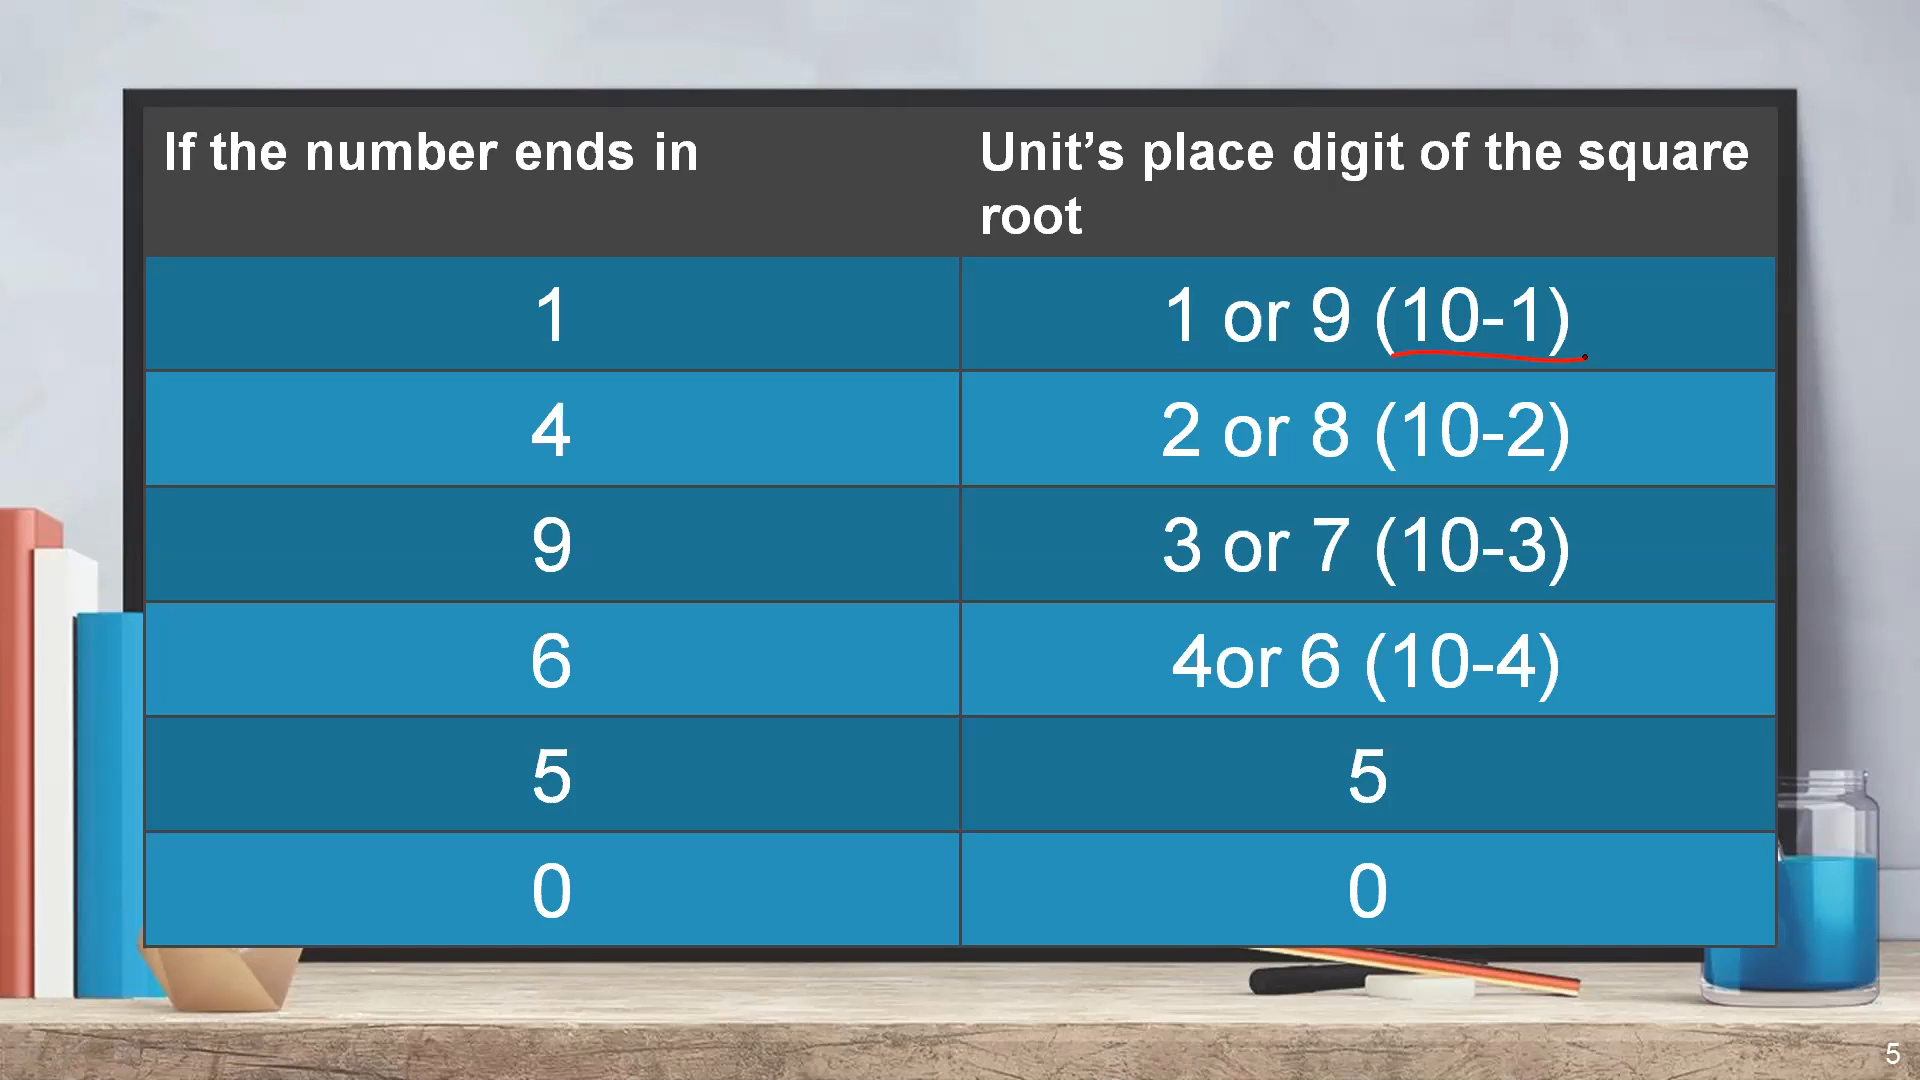 If the number ends in
Unit’s place digit of the square
root
1
1 or 9 (10-1)
4
2 or 8 (10-2)
9
3 or 7 (10-3)
6
4or 6 (10-4)
5
5
0
0
5